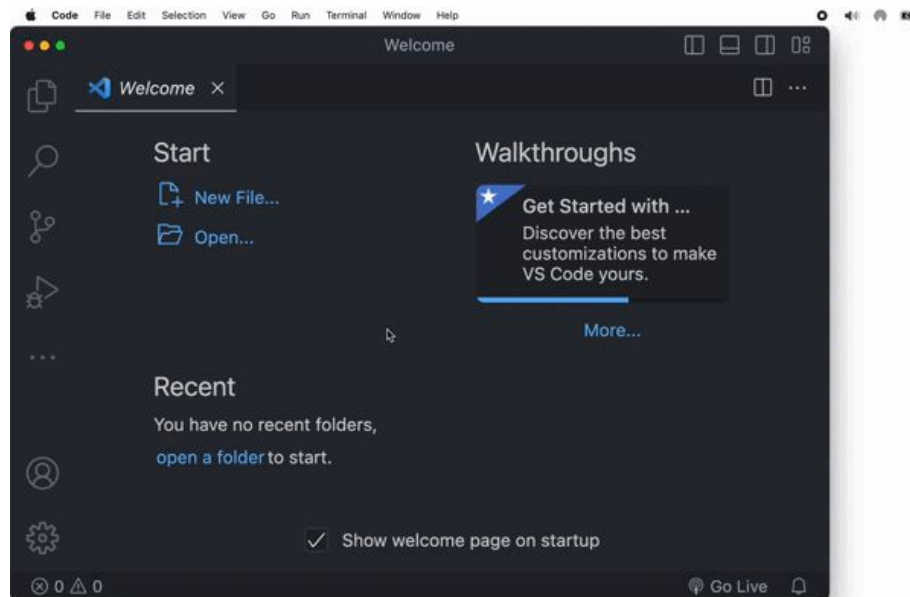 Code File Edit Selection View Go Run Terminal Window Help
Welcome
Welcome
Start
New File...
Open...
Walkthroughs
Get Started with ...
Discover the best
customizations to make
VS Code yours.
More...
Recent
You have no recent folders,
open a folder to start.
Show welcome page on startup
0 0
Go Live